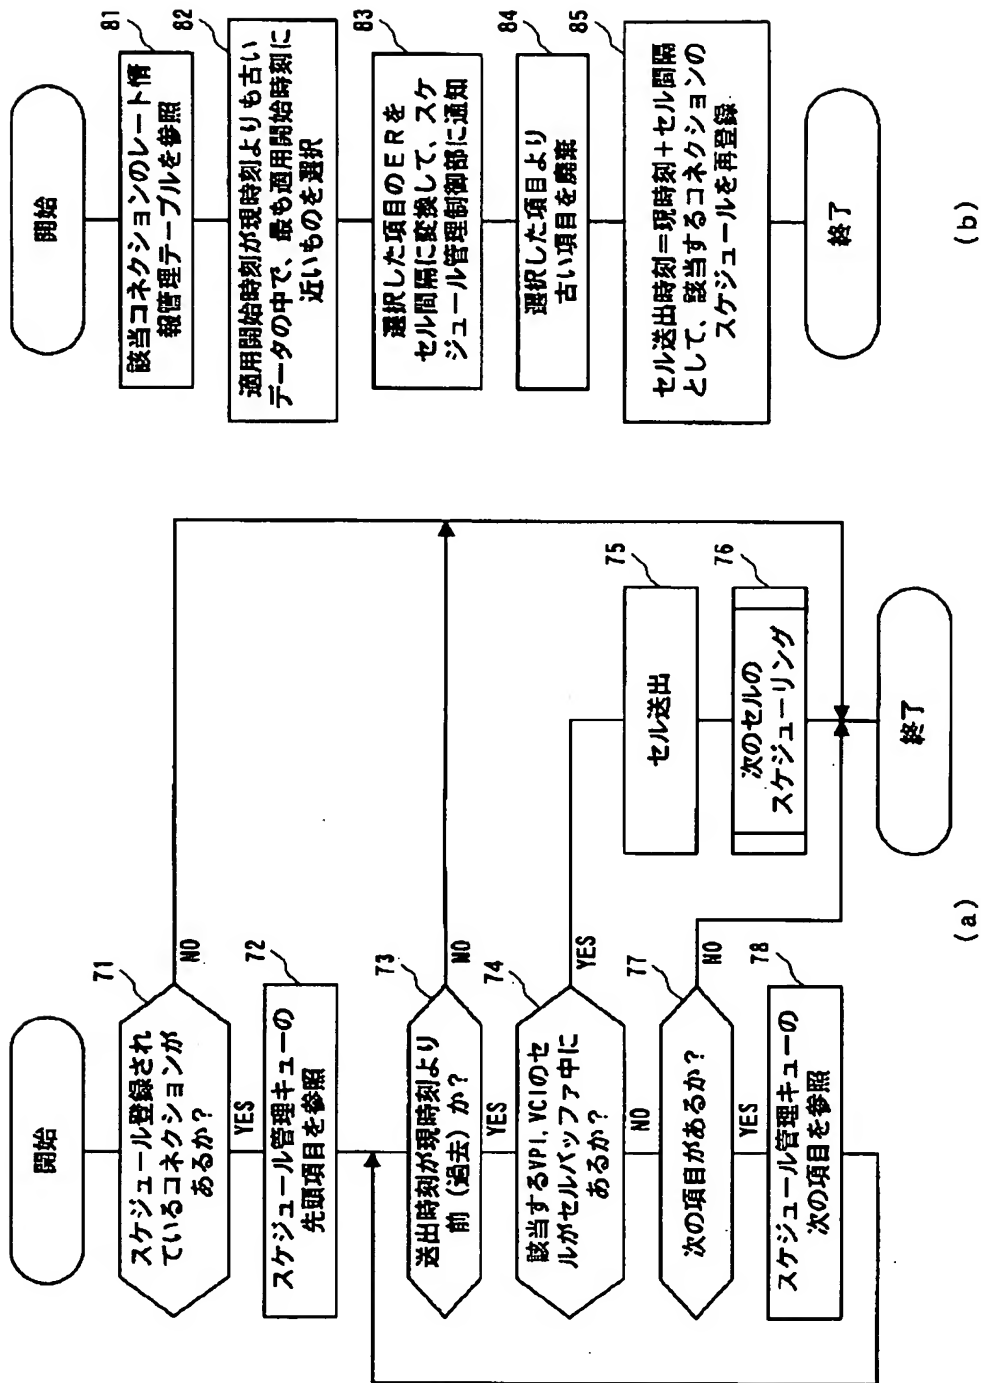 開始
71
スケジュール登録され
ているコネクションが
あるか？
NO
YES
72
スケジュール管理キューの
先頭項目を参照
73
送出時刻が現時刻より
前（過去）か？
NO
YES
74
該当するVPI,VCIのセ
ルがセルバッファ中に
あるか？
YES
NO
75
セル送出
76
次のセルの
スケジューリング
77
次の項目があるか？
NO
YES
78
スケジュール管理キューの
次の項目を参照
終了
(a)
開始
81
該当コネクションのレート情
報管理テーブルを参照
82
適用開始時刻が現時刻よりも古い
データの中で、最も適用開始時刻に
近いものを選択
83
選択した項目のERを
セル間隔に変換して、スケ
ジュール管理制御部に通知
84
選択した項目より
古い項目を廃棄
85
セル送出時刻＝現時刻＋セル間隔
として、該当するコネクションの
スケジュールを再登録
終了
(b)